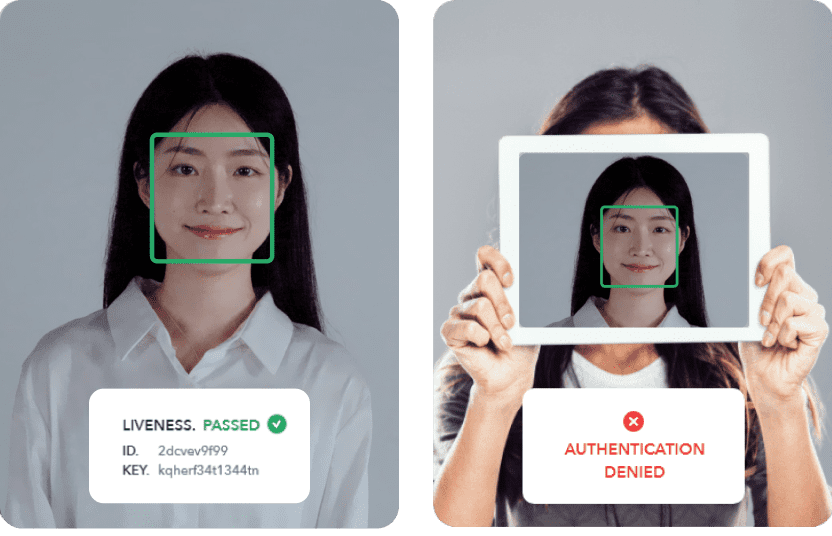 LIVENESS. PASSED
ID. 2dcvev9f99
KEY. kqherf34t1344tn
AUTHENTICATION
DENIED